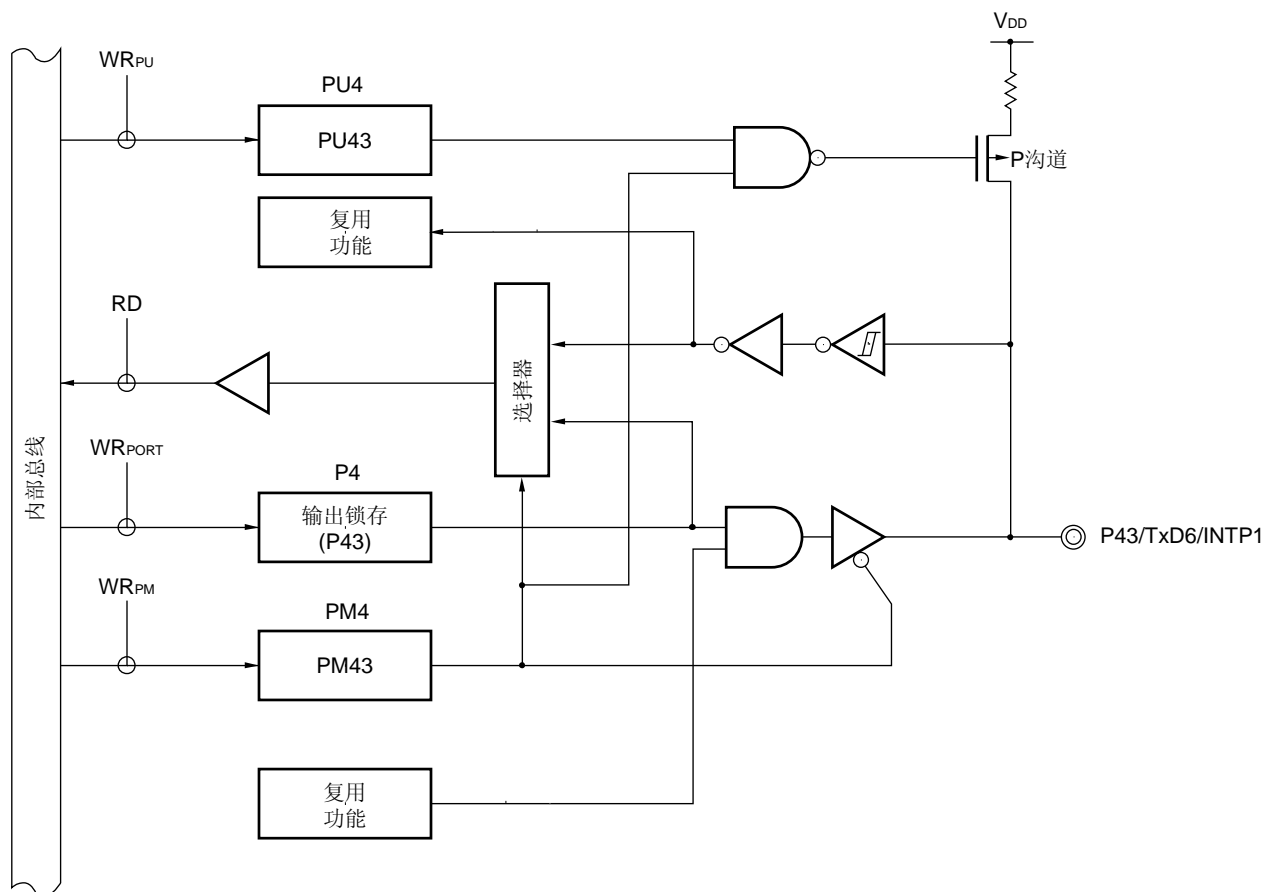 VDD
WRPU
PU4
PU43
P沟道
复用
功能
RD
选择器
内部总线
WRPORT
P4
输出锁存
(P43)
P43/TxD6/INTP1
WRPM
PM4
PM43
复用
功能